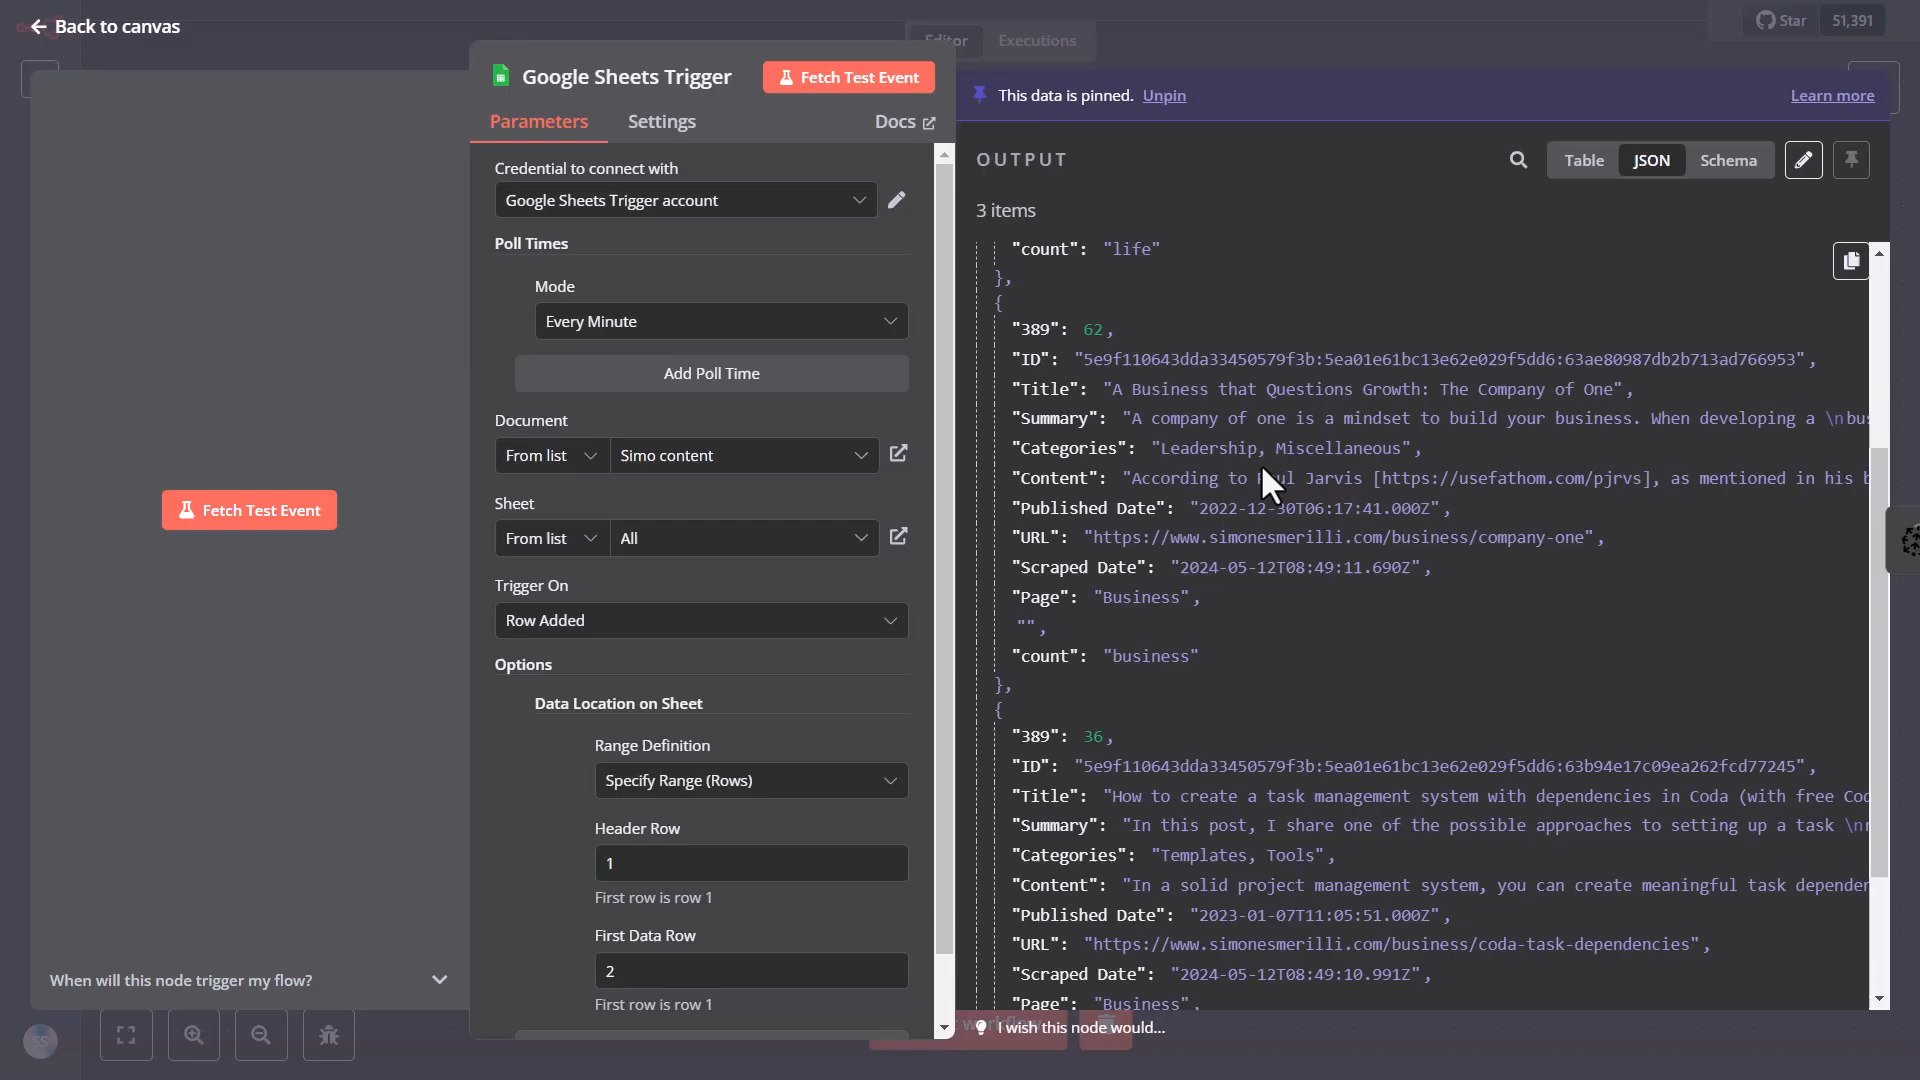 Back to canvas
Editor
Executions
Star
51,391
Google Sheets Trigger
Fetch Test Event
Parameters
Settings
Docs
Credential to connect with
Google Sheets Trigger account
Poll Times
Mode
Every Minute
Add Poll Time
Document
From list
Simo content
Sheet
From list
All
Trigger On
Row Added
Options
Data Location on Sheet
Range Definition
Specify Range (Rows)
Header Row
1
First row is row 1
First Data Row
2
First row is row 1
Fetch Test Event
When will this node trigger my flow?
SS
This data is pinned. Unpin
Learn more
OUTPUT
Table
JSON
Schema
3 items
"count": "life"
},
{
"389": 62,
"ID": "5e9f110643dda33450579f3b:5ea01e61bc13e62e029f5dd6:63ae80987db2b713ad766953",
"Title": "A Business that Questions Growth: The Company of One",
"Summary": "A company of one is a mindset to build your business. When developing a \nbus
"Categories": "Leadership, Miscellaneous",
"Content": "According to Paul Jarvis [https://usefathom.com/pjrvs], as mentioned in his b
"Published Date": "2022-12-30T06:17:41.000Z",
"URL": "https://www.simonesmerilli.com/business/company-one",
"Scraped Date": "2024-05-12T08:49:11.690Z",
"Page": "Business",
"",
"count": "business"
},
{
"389": 36,
"ID": "5e9f110643dda33450579f3b:5ea01e61bc13e62e029f5dd6:63b94e17c09ea262fcd77245",
"Title": "How to create a task management system with dependencies in Coda (with free Cod
"Summary": "In this post, I share one of the possible approaches to setting up a task \nr
"Categories": "Templates, Tools",
"Content": "In a solid project management system, you can create meaningful task depender
"Published Date": "2023-01-07T11:05:51.000Z",
"URL": "https://www.simonesmerilli.com/business/coda-task-dependencies",
"Scraped Date": "2024-05-12T08:49:10.991Z",
"Page": "Business",
I wish this node would...